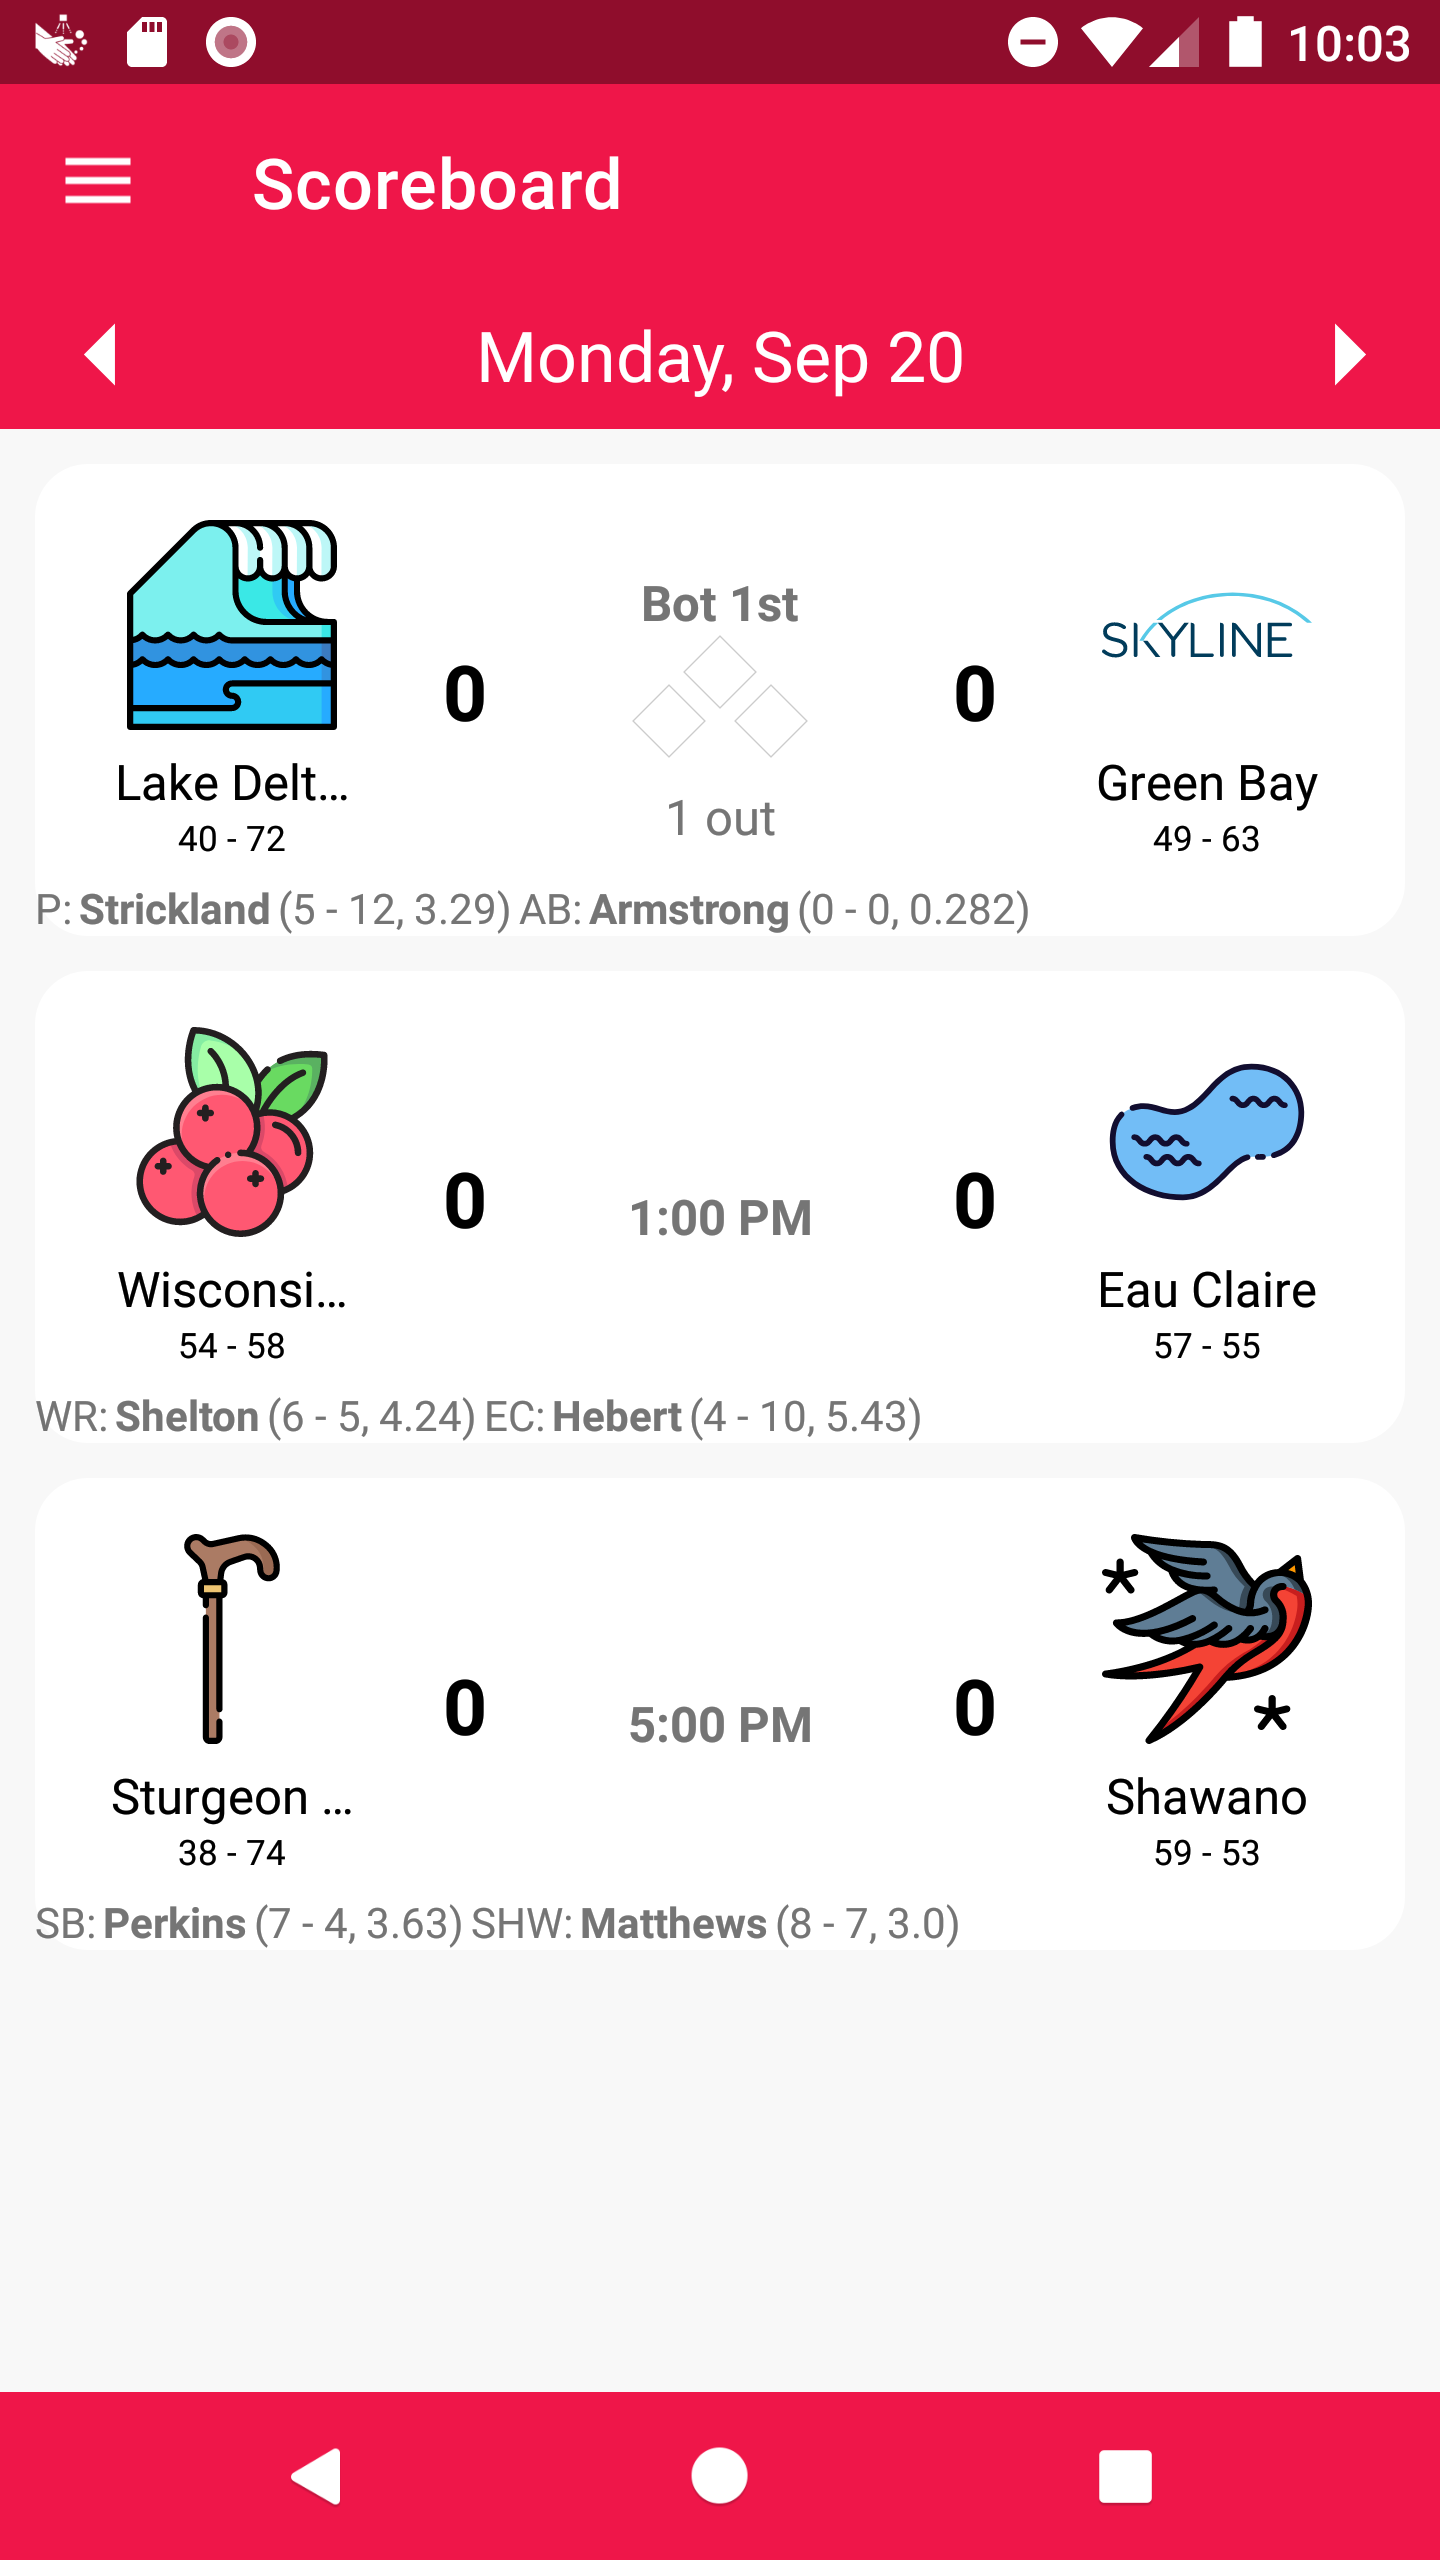 10:03
Scoreboard
Monday, Sep 20
Bot 1st
SKYLINE
0
0
Lake Delt...
Green Bay
1 out
40 - 72
49 - 63
P: Strickland (5 - 12, 3.29) AB: Armstrong (0 - 0, 0.282)
0
1:00 PM
0
Wisconsi...
Eau Claire
54 - 58
57 - 55
WR: Shelton (6 - 5, 4.24) EC: Hebert (4 - 10, 5.43)
0
5:00 PM
0
Sturgeon ...
Shawano
38 - 74
59 - 53
SB: Perkins (7 - 4, 3.63) SHW: Matthews (8 - 7, 3.0)